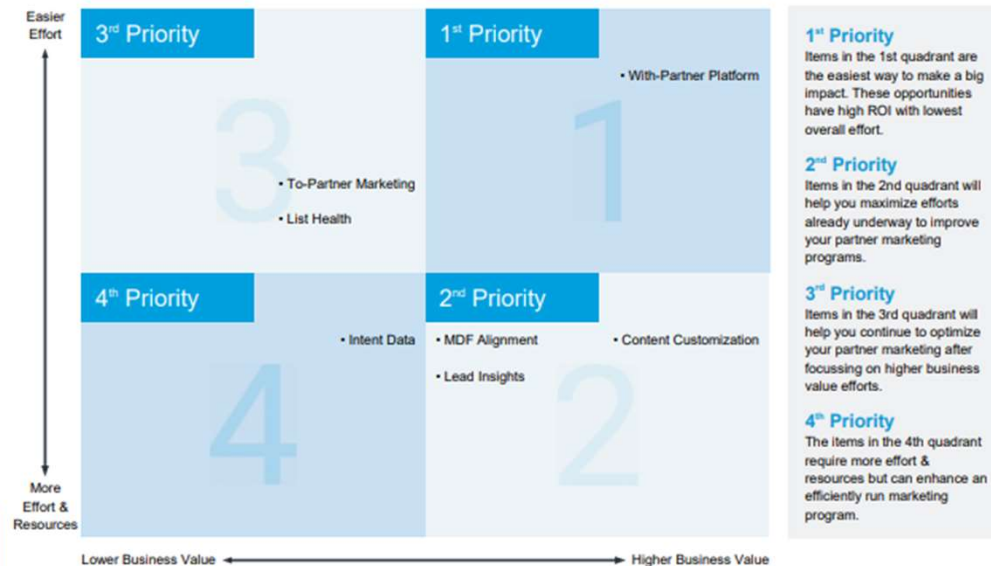 Easier
Effort
3rd Priority
3
• To-Partner Marketing
• List Health
1st Priority
1
• With-Partner Platform
4th Priority
4
• Intent Data
2nd Priority
2
• MDF Alignment
• Content Customization
• Lead Insights
More
Effort &
Resources
Lower Business Value
Higher Business Value
1st Priority
Items in the 1st quadrant are
the easiest way to make a big
impact. These opportunities
have high ROI with lowest
overall effort.
2nd Priority
Items in the 2nd quadrant will
help you maximize efforts
already underway to improve
your partner marketing
programs.
3rd Priority
Items in the 3rd quadrant will
help you continue to optimize
your partner marketing after
focussing on higher business
value efforts.
4th Priority
The items in the 4th quadrant
require more effort &
resources but can enhance an
efficiently run marketing
program.